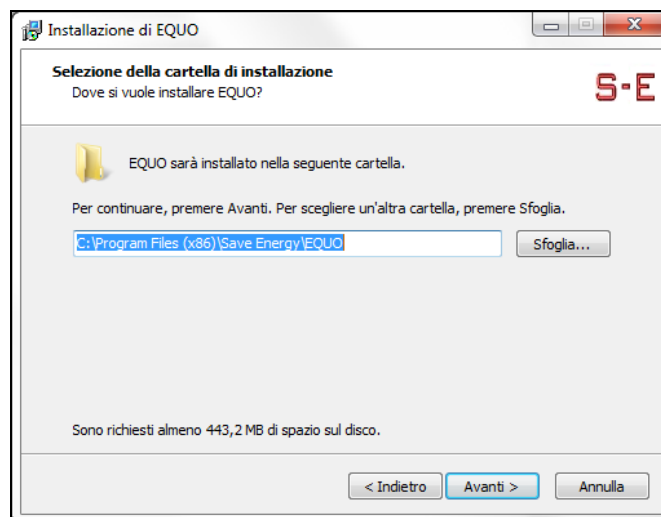 Installazione di EQUO
Selezione della cartella di installazione
Dove si vuole installare EQUO?
S-E
EQUO sarà installato nella seguente cartella.
Per continuare, premere Avanti. Per scegliere un'altra cartella, premere Sfoglia.
C:\Program Files (x86)\Save Energy\EQUO
Sfoglia...
Sono richiesti almeno 443,2 MB di spazio sul disco.
< Indietro
Avanti >
Annulla